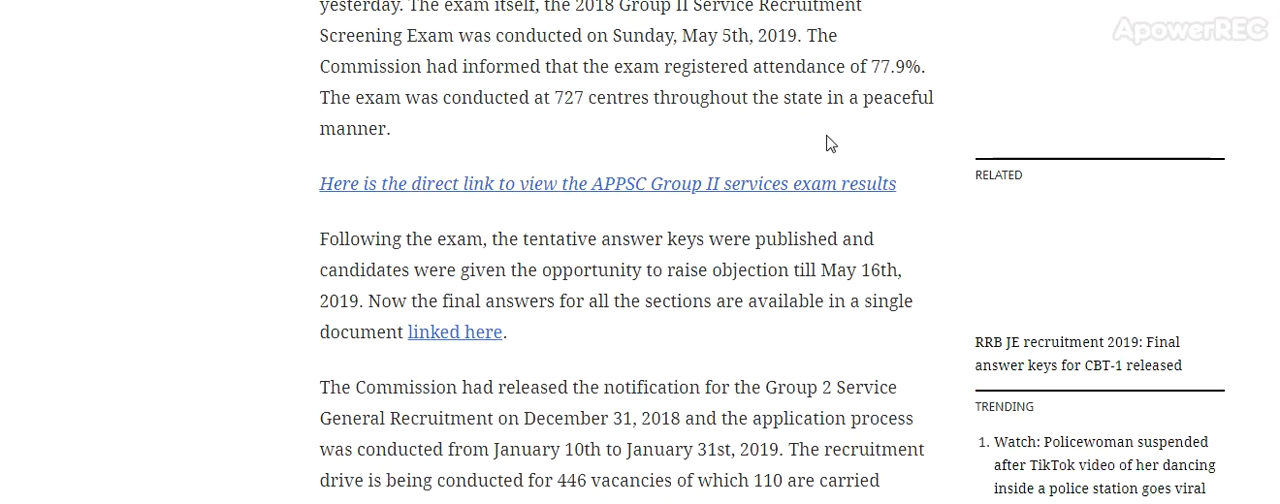 yesterday. The exam itself, the 2018 Group II Service Recruitment
Screening Exam was conducted on Sunday, May 5th, 2019. The
Commission had informed that the exam registered attendance of 77.9%.
The exam was conducted at 727 centres throughout the state in a peaceful
manner.
Here is the direct link to view the APPSC Group II services exam results
Following the exam, the tentative answer keys were published and
candidates were given the opportunity to raise objection till May 16th,
2019. Now the final answers for all the sections are available in a single
document linked here.
The Commission had released the notification for the Group 2 Service
General Recruitment on December 31, 2018 and the application process
was conducted from January 10th to January 31st, 2019. The recruitment
drive is being conducted for 446 vacancies of which 110 are carried
ApowerREC
RELATED
RRB JE recruitment 2019: Final
answer keys for CBT-1 released
TRENDING
1. Watch: Policewoman suspended
after TikTok video of her dancing
inside a police station goes viral